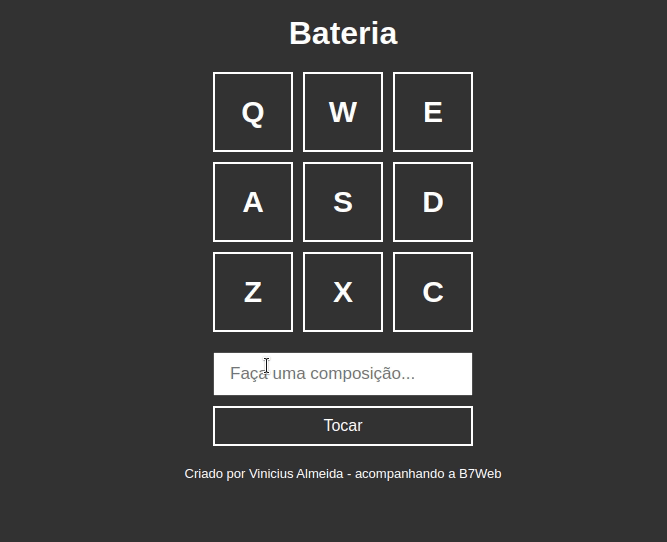 Bateria
Q W E
A S D
Z X C
Faça uma composição...
Tocar
Criado por Vinicius Almeida - acompanhando a B7Web